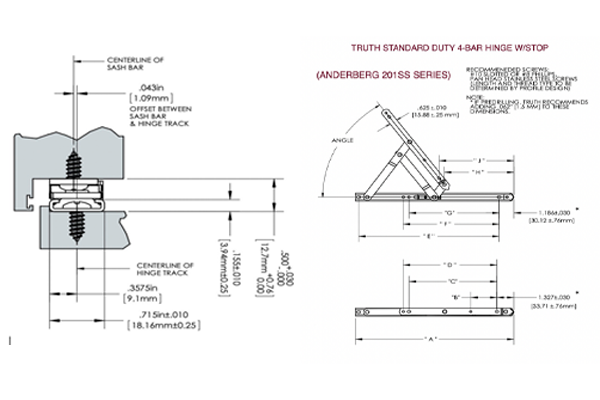 CENTERLINE OF
SASH BAR
.043in
[1.09mm]
OFFSET BETWEEN
SASH BAR
& HINGE TRACK
CENTERLINE OF
HINGE TRACK
.3575in
[9.1mm]
.715in±.010
[18.16mm±0.25]
.155±.010
[3.94mm±0.25]
.500 +.030 -.000
[12.7mm +0.76 0.00]
TRUTH STANDARD DUTY 4-BAR HINGE W/STOP
(ANDERBERG 201SS SERIES)
RECOMMENEDED SCREWS:
#10 SLOTTED OR #8 PHILLIPS
PAN HEAD STAINLESS STEEL SCREWS
(LENGTH AND THREAD TYPE TO BE
DETERMINED BY PROFILE DESIGN)
NOTE:
*IF PREDRILLING, TRUTH RECOMMENDS
ADDING .062" [1.5 MM] TO THESE
DIMENSIONS.
.625±.010
[15.88±.25 mm]
ANGLE
"J"
"H"
"G"
"F"
"E"
*
1.186±.030
[30.12±.76mm]
"D"
"C"
"B"
*
1.327±.030
[33.71±.76mm]
"A"